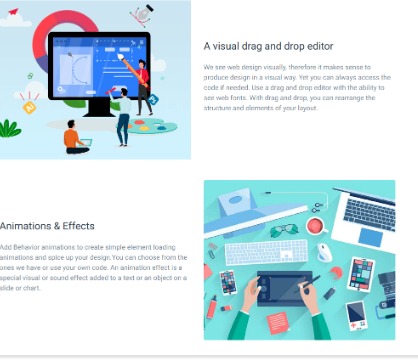 A visual drag and drop editor
We see web design visually, therefore it makes sense to
produce design in a visual way. Yet you can always access the
code if needed. Use a drag and drop editor with the ability to
see web fonts. With drag and drop, you can rearrange the
structure and elements of your layout.
Animations & Effects
Add Behavior animations to create simple element loading
animations and spice up your design. You can choose from the
ones we have or use your own code. An animation effect is a
special visual or sound effect added to a text or an object on a
slide or chart.